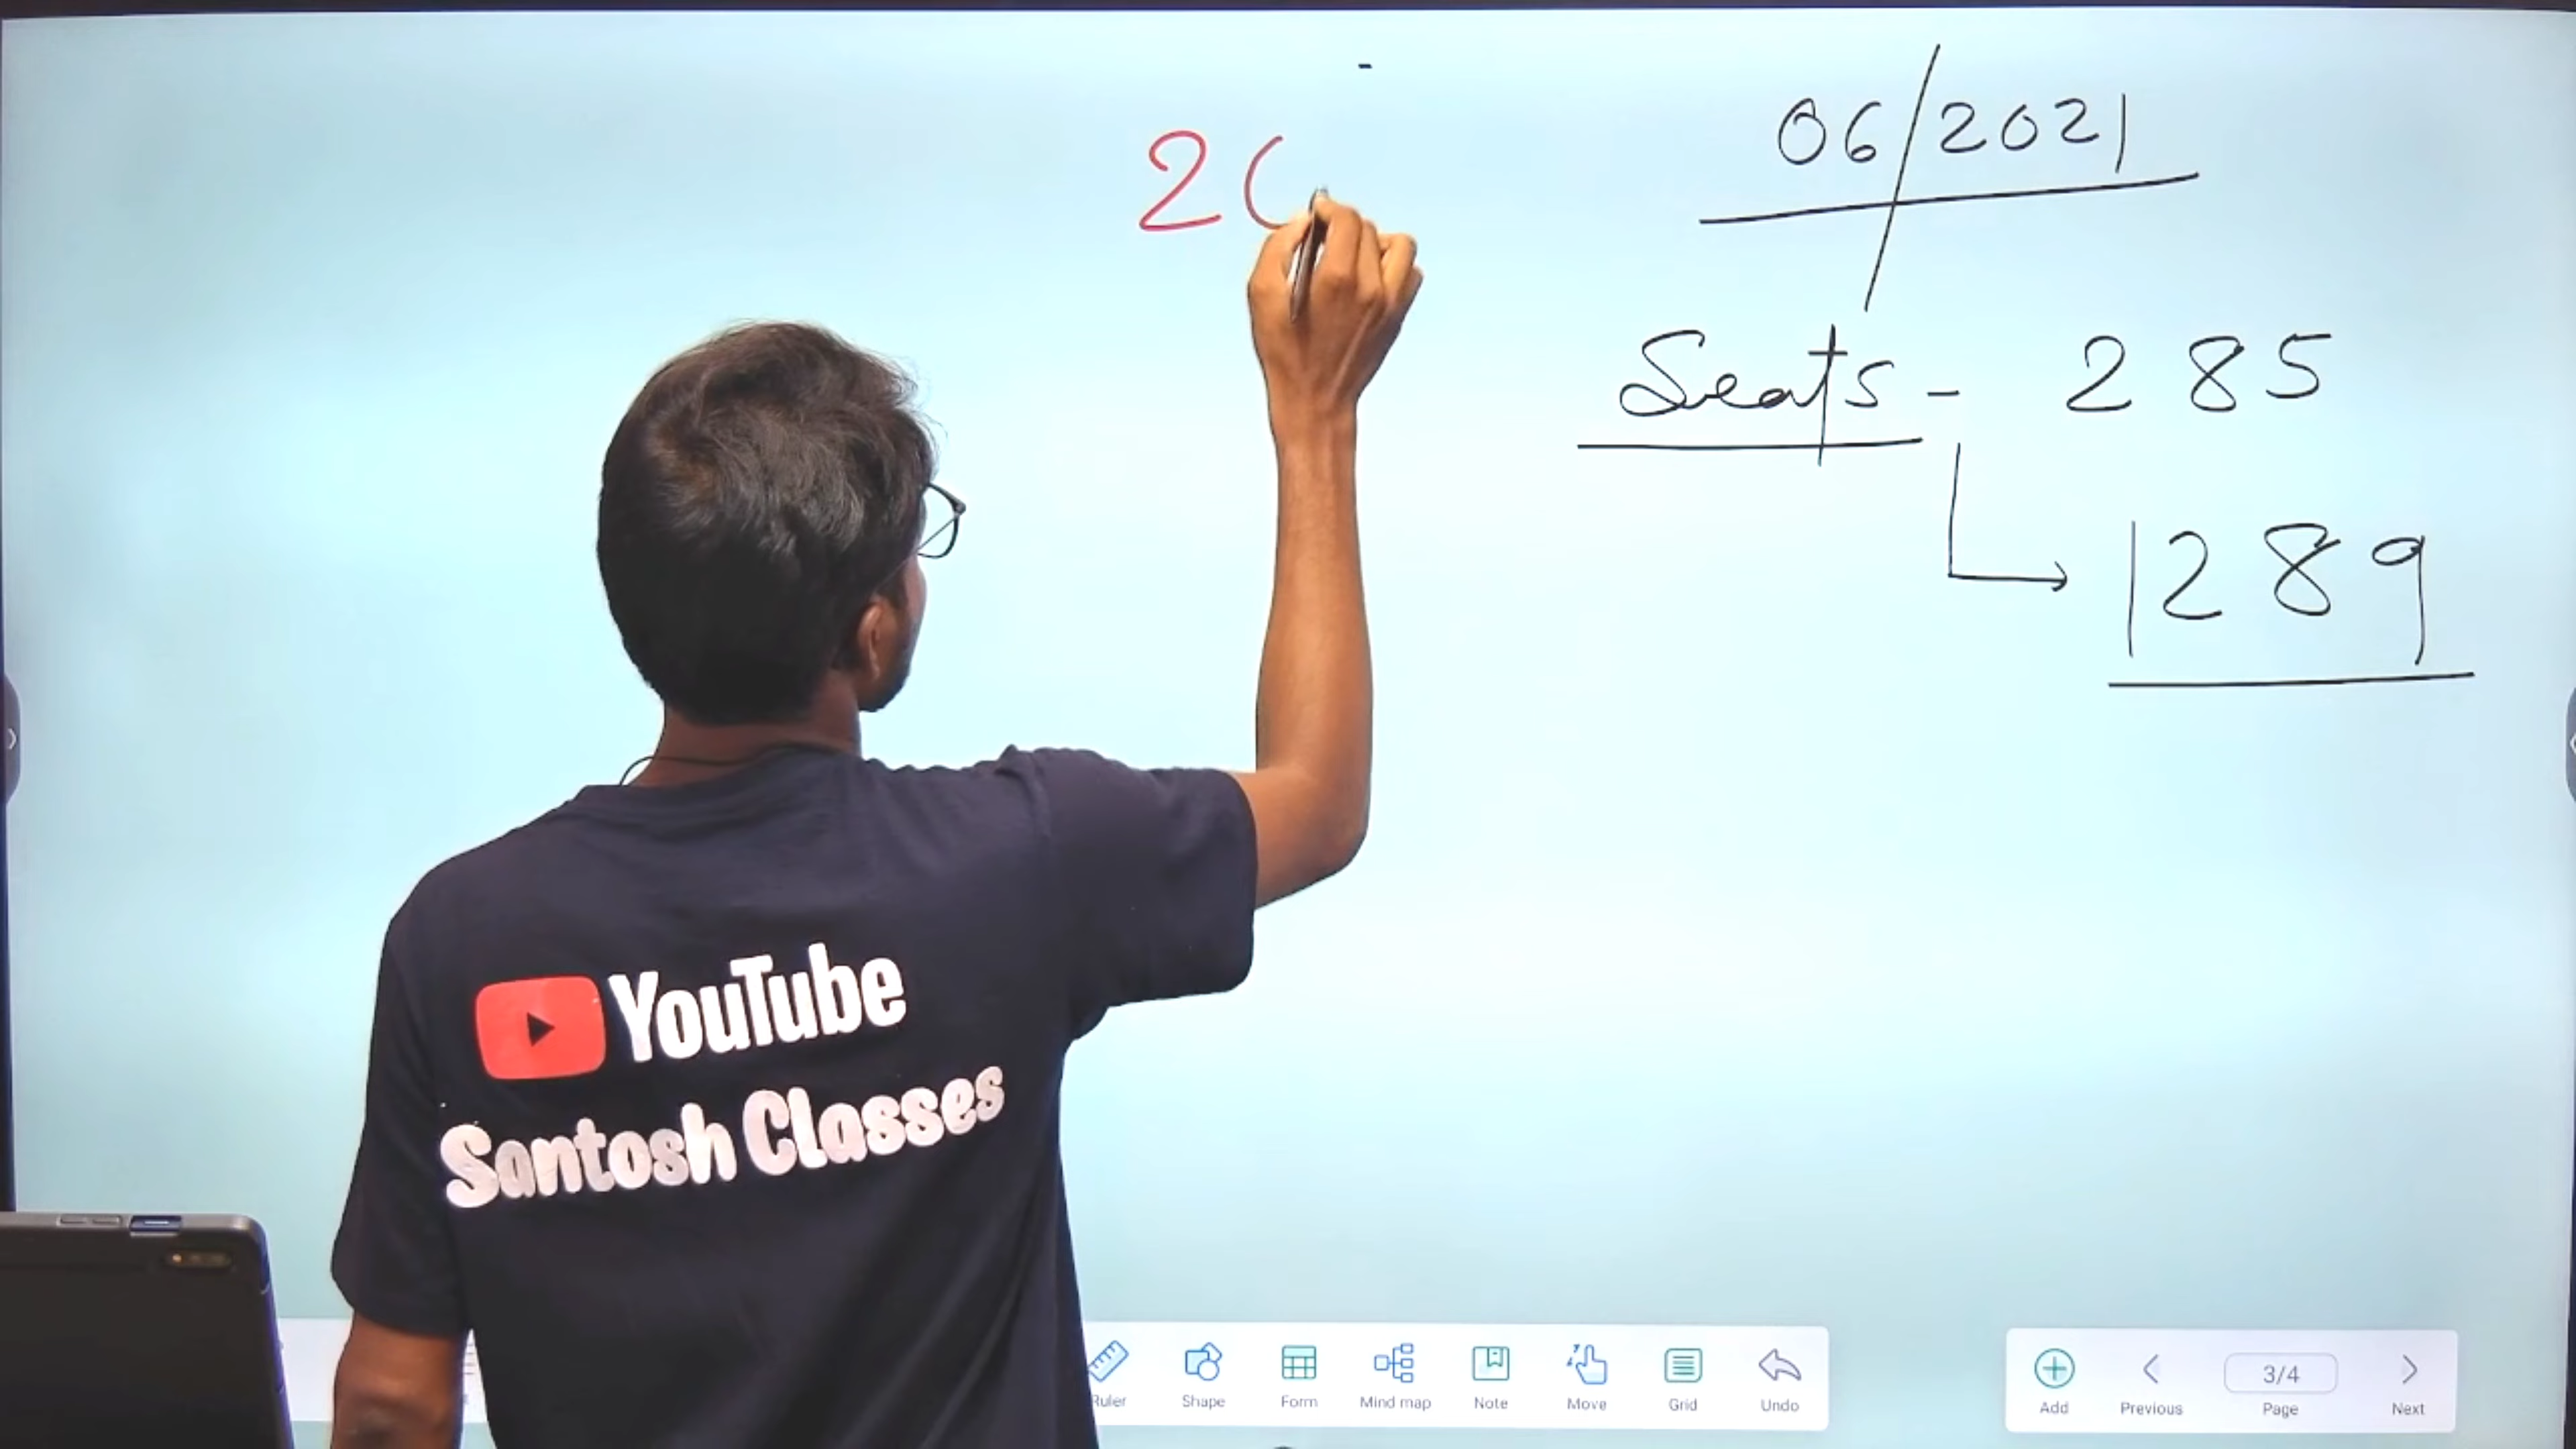 06/2021
2
Seats - 285
1289
YouTube
Santosh Classes
Ruler Shape Form Mind map Note Move Grid Undo
Add Previous 3/4 Page Next